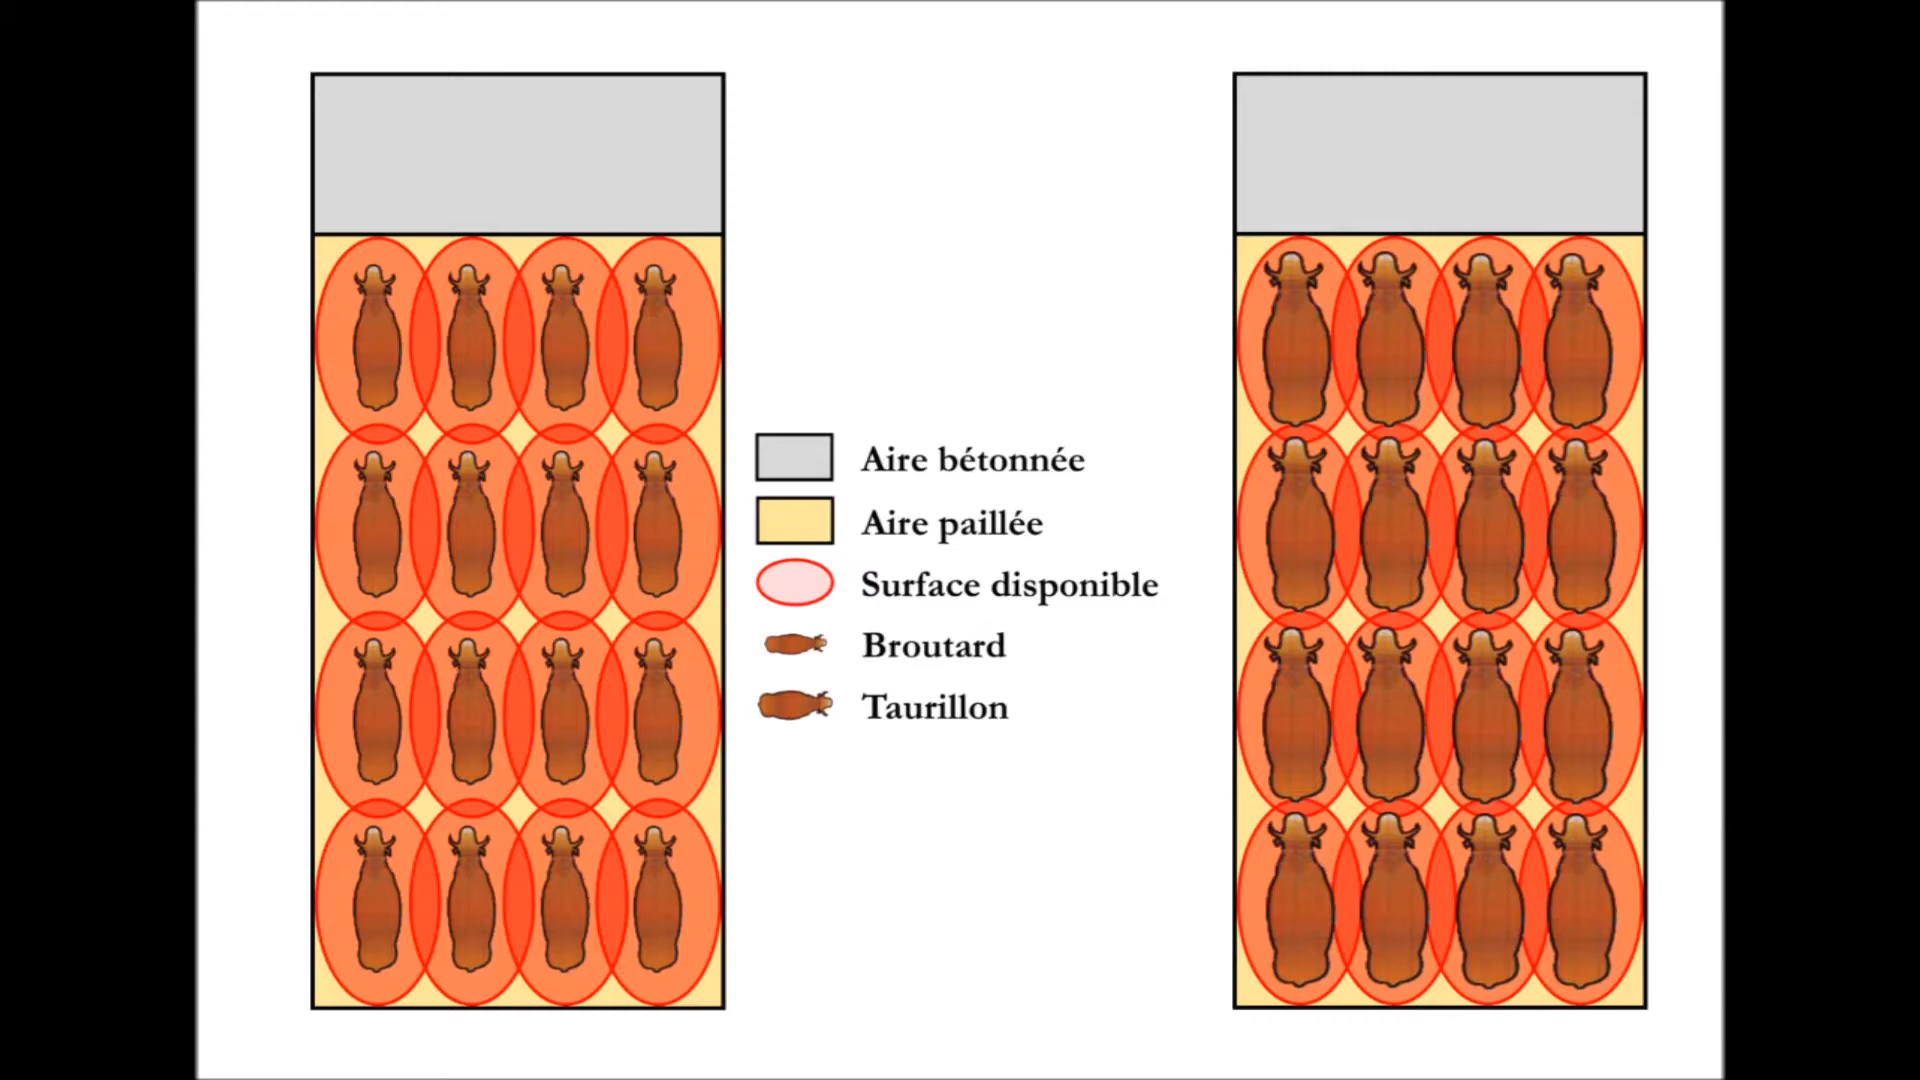 Aire bétonnée
Aire paillée
Surface disponible
Broutard
Taurillon